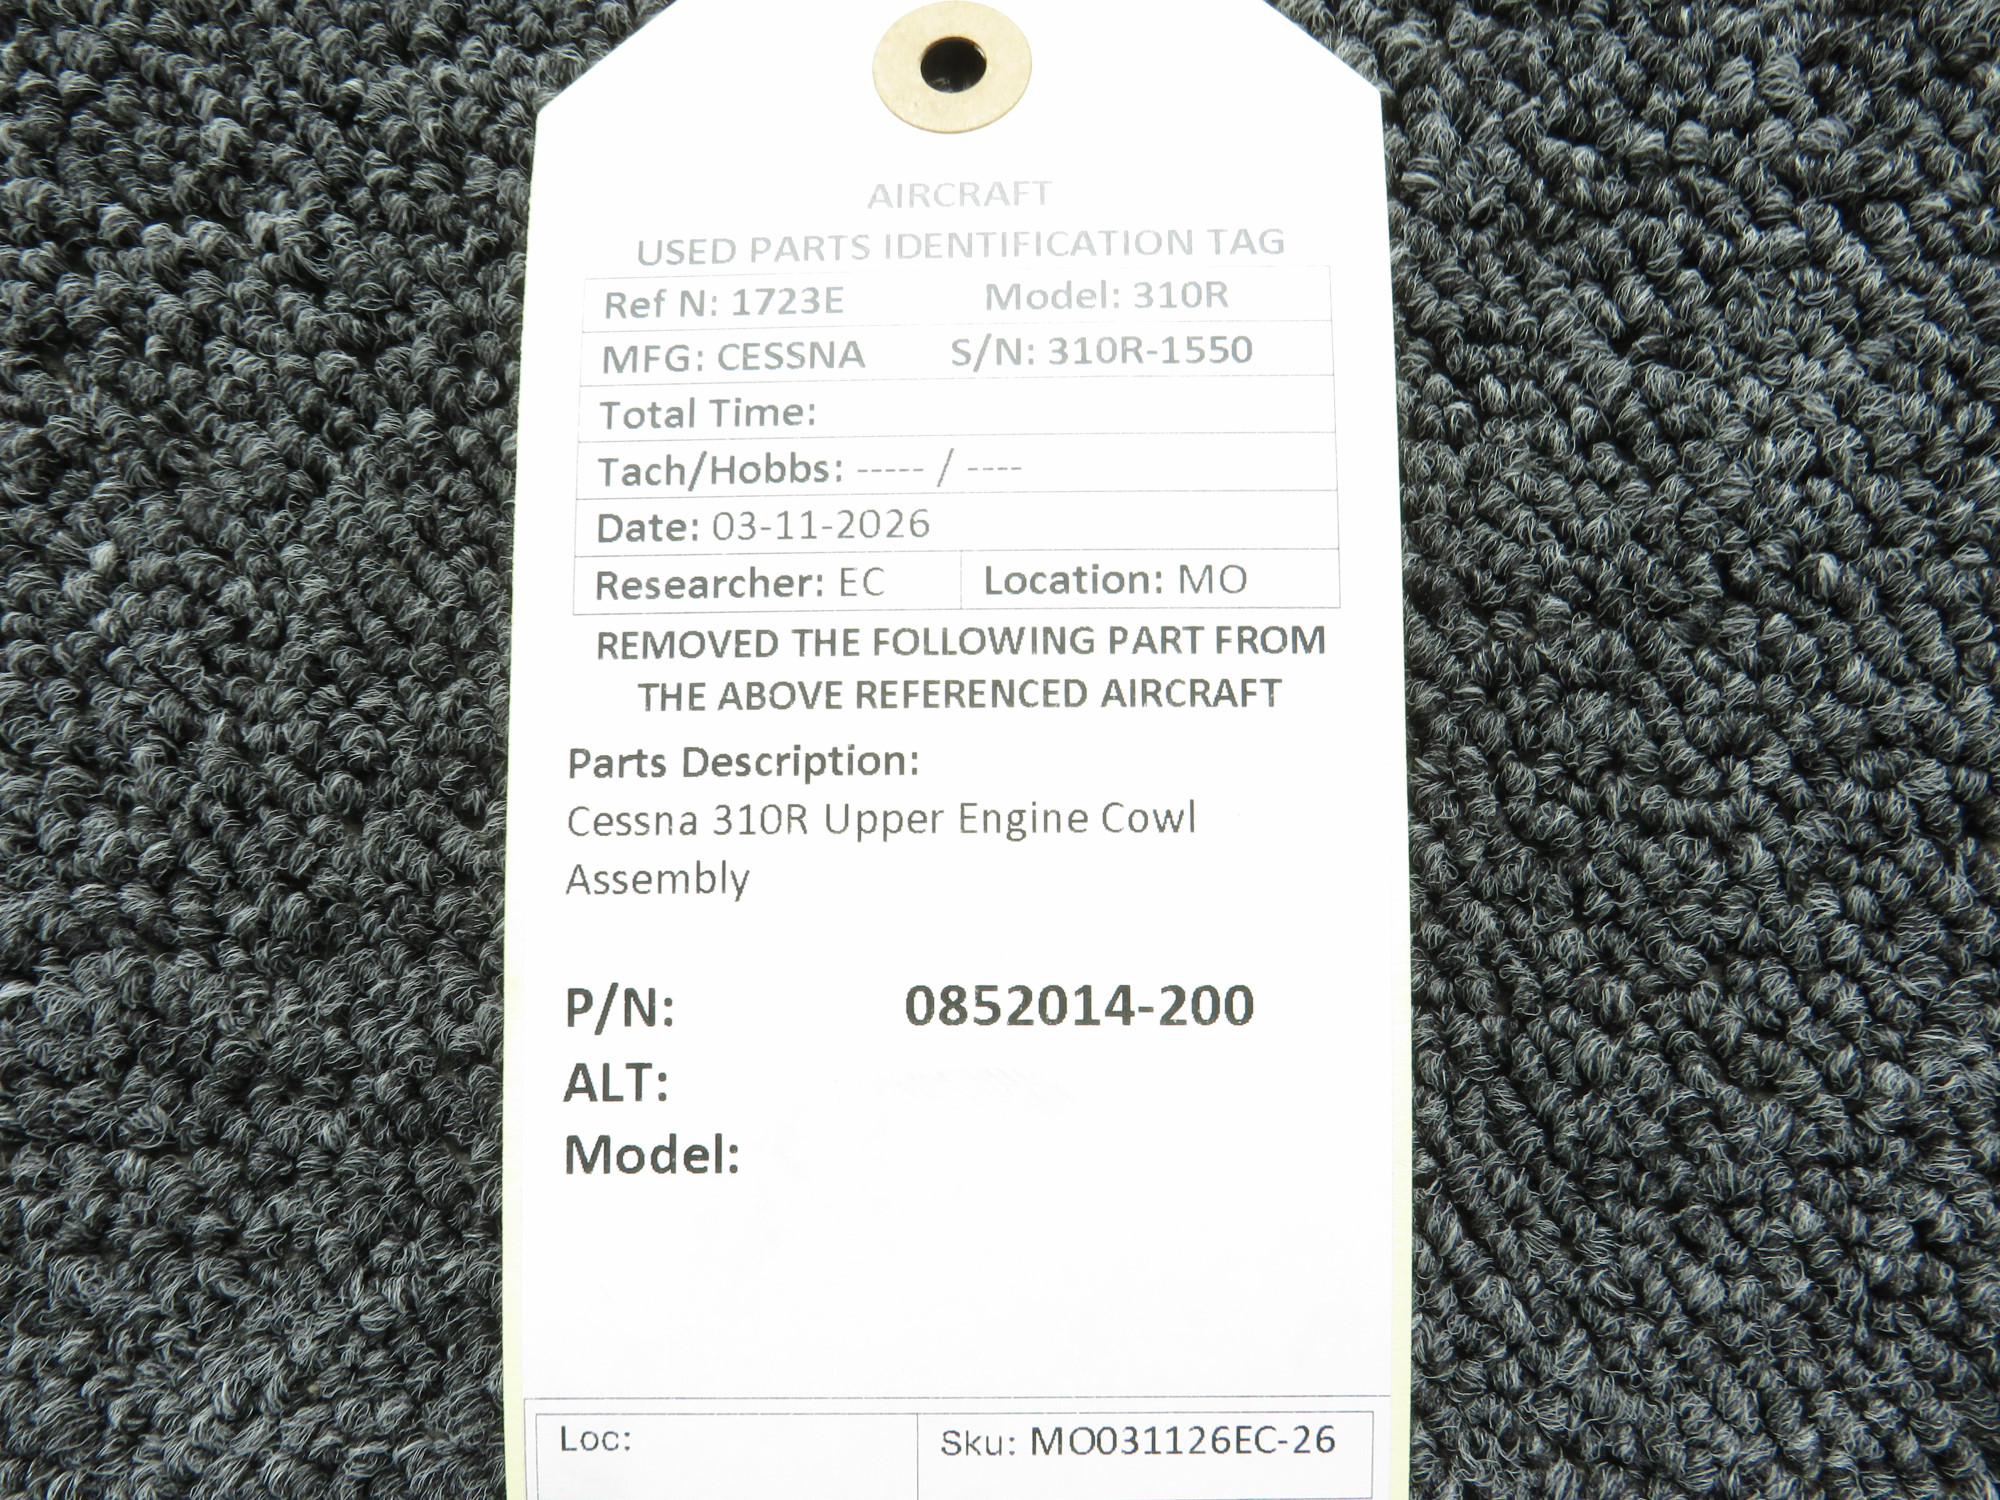 AIRCRAFT
USED PARTS IDENTIFICATION TAG
Ref N: 1723E Model: 310R
MFG: CESSNA S/N: 310R-1550
Total Time:
Tach/Hobbs: ----- / ----
Date: 03-11-2026
Researcher: EC Location: MO
REMOVED THE FOLLOWING PART FROM
THE ABOVE REFERENCED AIRCRAFT
Parts Description:
Cessna 310R Upper Engine Cowl
Assembly
P/N: 0852014-200
ALT:
Model:
Loc: Sku: MO031126EC-26